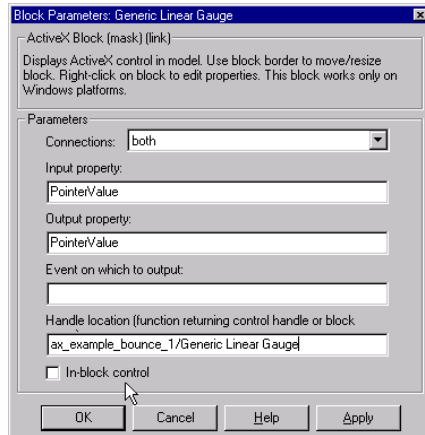 Block Parameters: Generic Linear Gauge
ActiveX Block (mask) (link)
Displays ActiveX control in model. Use block border to move/resize
block. Right-click on block to edit properties. This block works only on
Windows platforms.
Parameters
Connections: both
Input property:
PointerValue
Output property:
PointerValue
Event on which to output:
Handle location (function returning control handle or block
ax_example_bounce_1/Generic Linear Gauge
In-block control
OK Cancel Help Apply